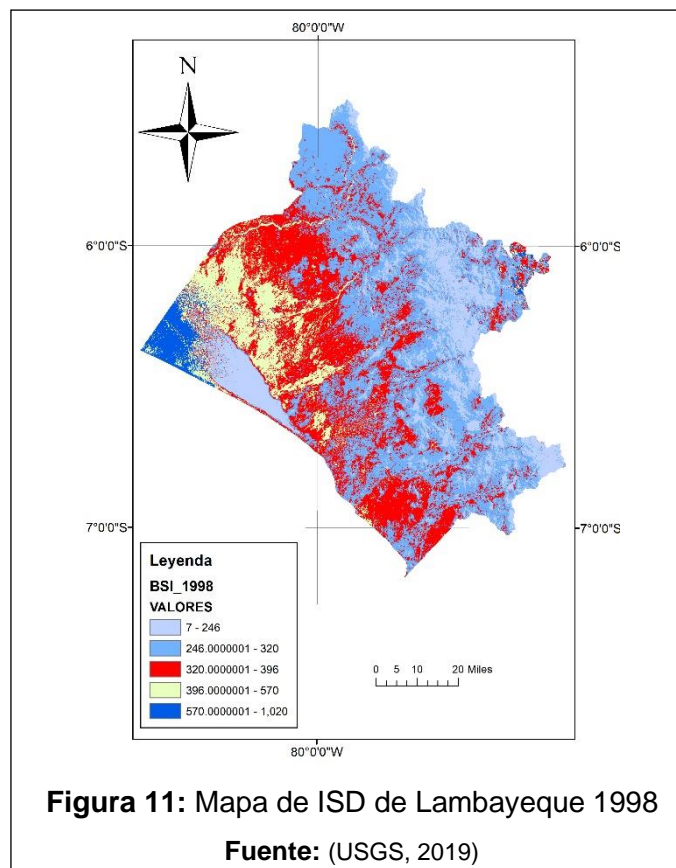 80°0'0"W
N
6°0'0"S
6°0'0"S
7°0'0"S
7°0'0"S
Leyenda
BSI_1998
VALORES
7 - 246
246.0000001 - 320
320.0000001 - 396
396.0000001 - 570
570.0000001 - 1,020
0 5 10 20 Miles
80°0'0"W
Figura 11: Mapa de ISD de Lambayeque 1998
Fuente: (USGS, 2019)